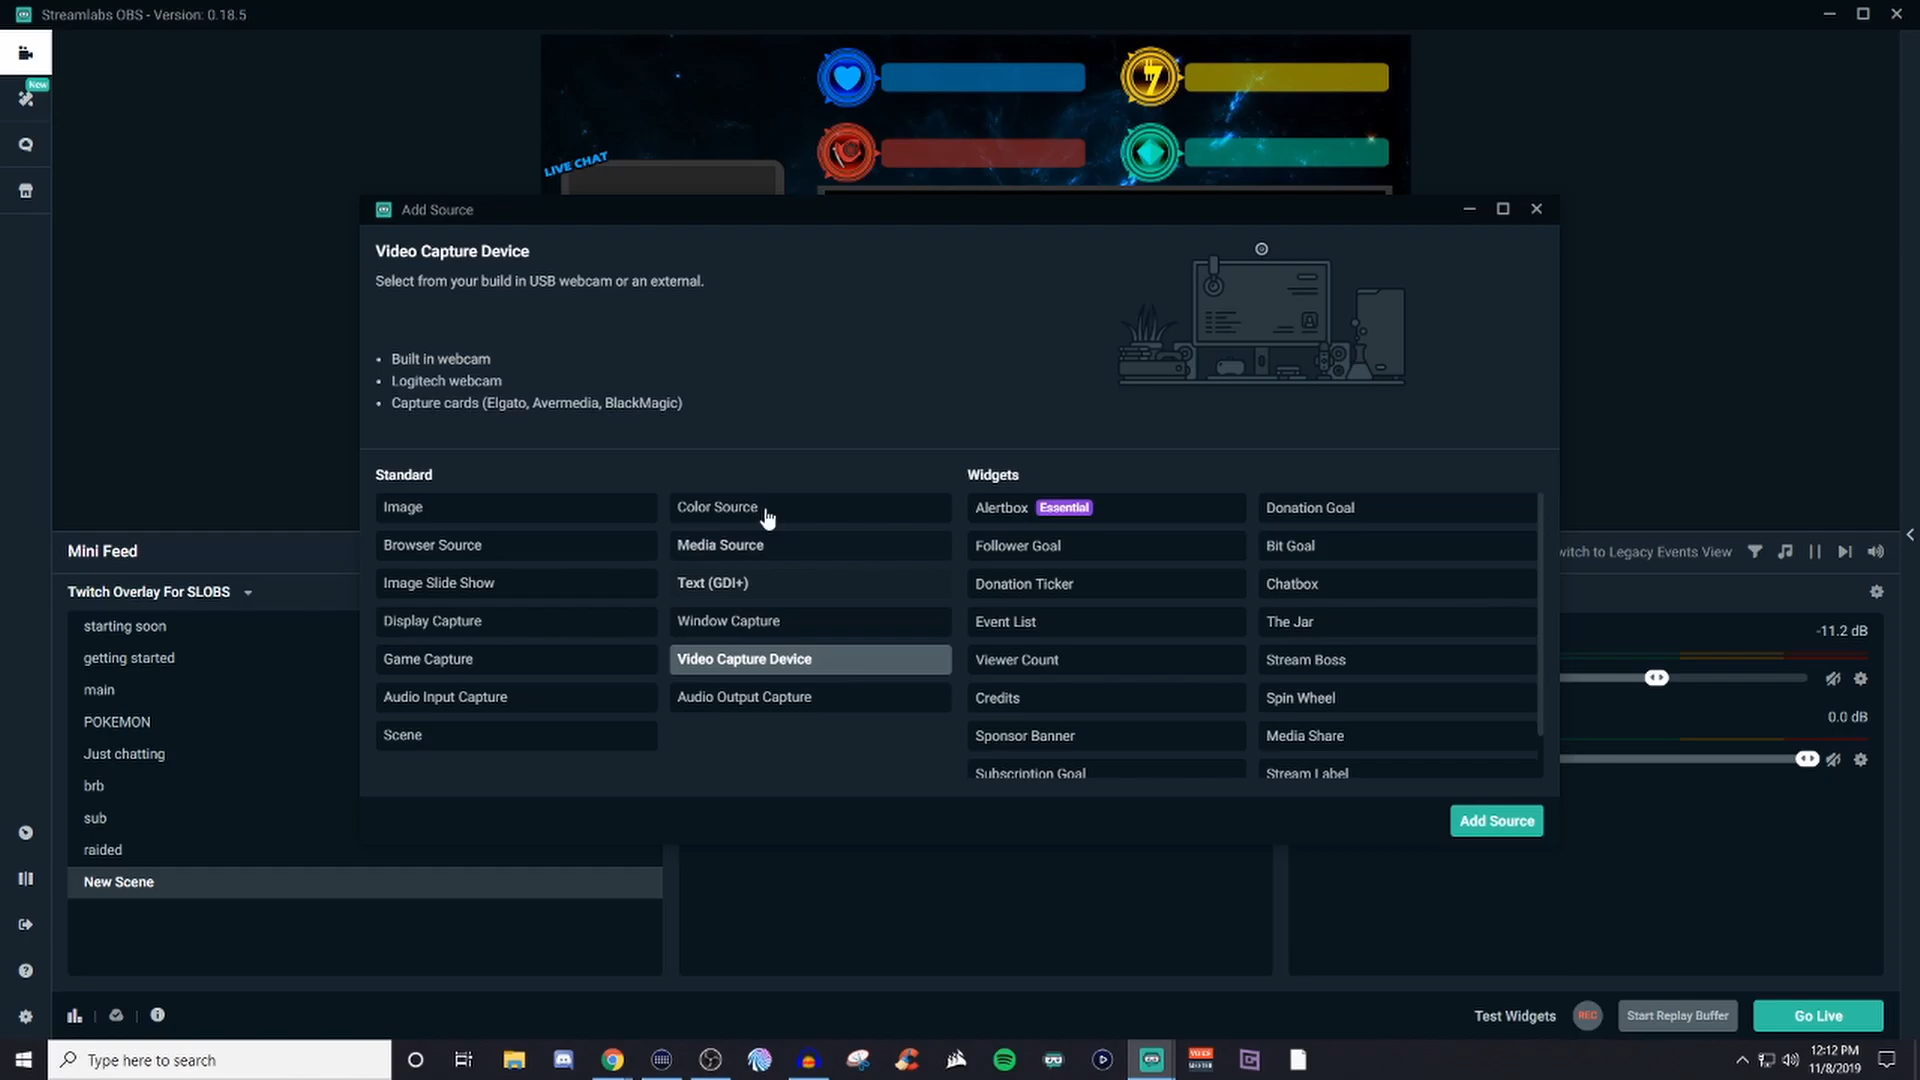 Streamlabs OBS - Version: 0.18.5
New
LIVE CHAT
Add Source
Video Capture Device
Select from your build in USB webcam or an external.
• Built in webcam
• Logitech webcam
• Capture cards (Elgato, Avermedia, BlackMagic)
Standard
Widgets
Image
Color Source
Alertbox Essential
Donation Goal
Browser Source
Media Source
Follower Goal
Bit Goal
Image Slide Show
Text (GDI+)
Donation Ticker
Chatbox
Display Capture
Window Capture
Event List
The Jar
Game Capture
Video Capture Device
Viewer Count
Stream Boss
Audio Input Capture
Audio Output Capture
Credits
Spin Wheel
Scene
Sponsor Banner
Media Share
Subscription Goal
Stream Label
Add Source
Mini Feed
witch to Legacy Events View
Twitch Overlay For SLOBS
starting soon
getting started
main
POKEMON
Just chatting
brb
sub
raided
New Scene
-11.2 dB
0.0 dB
Test Widgets
REC
Start Replay Buffer
Go Live
Type here to search
12:12 PM
11/8/2019